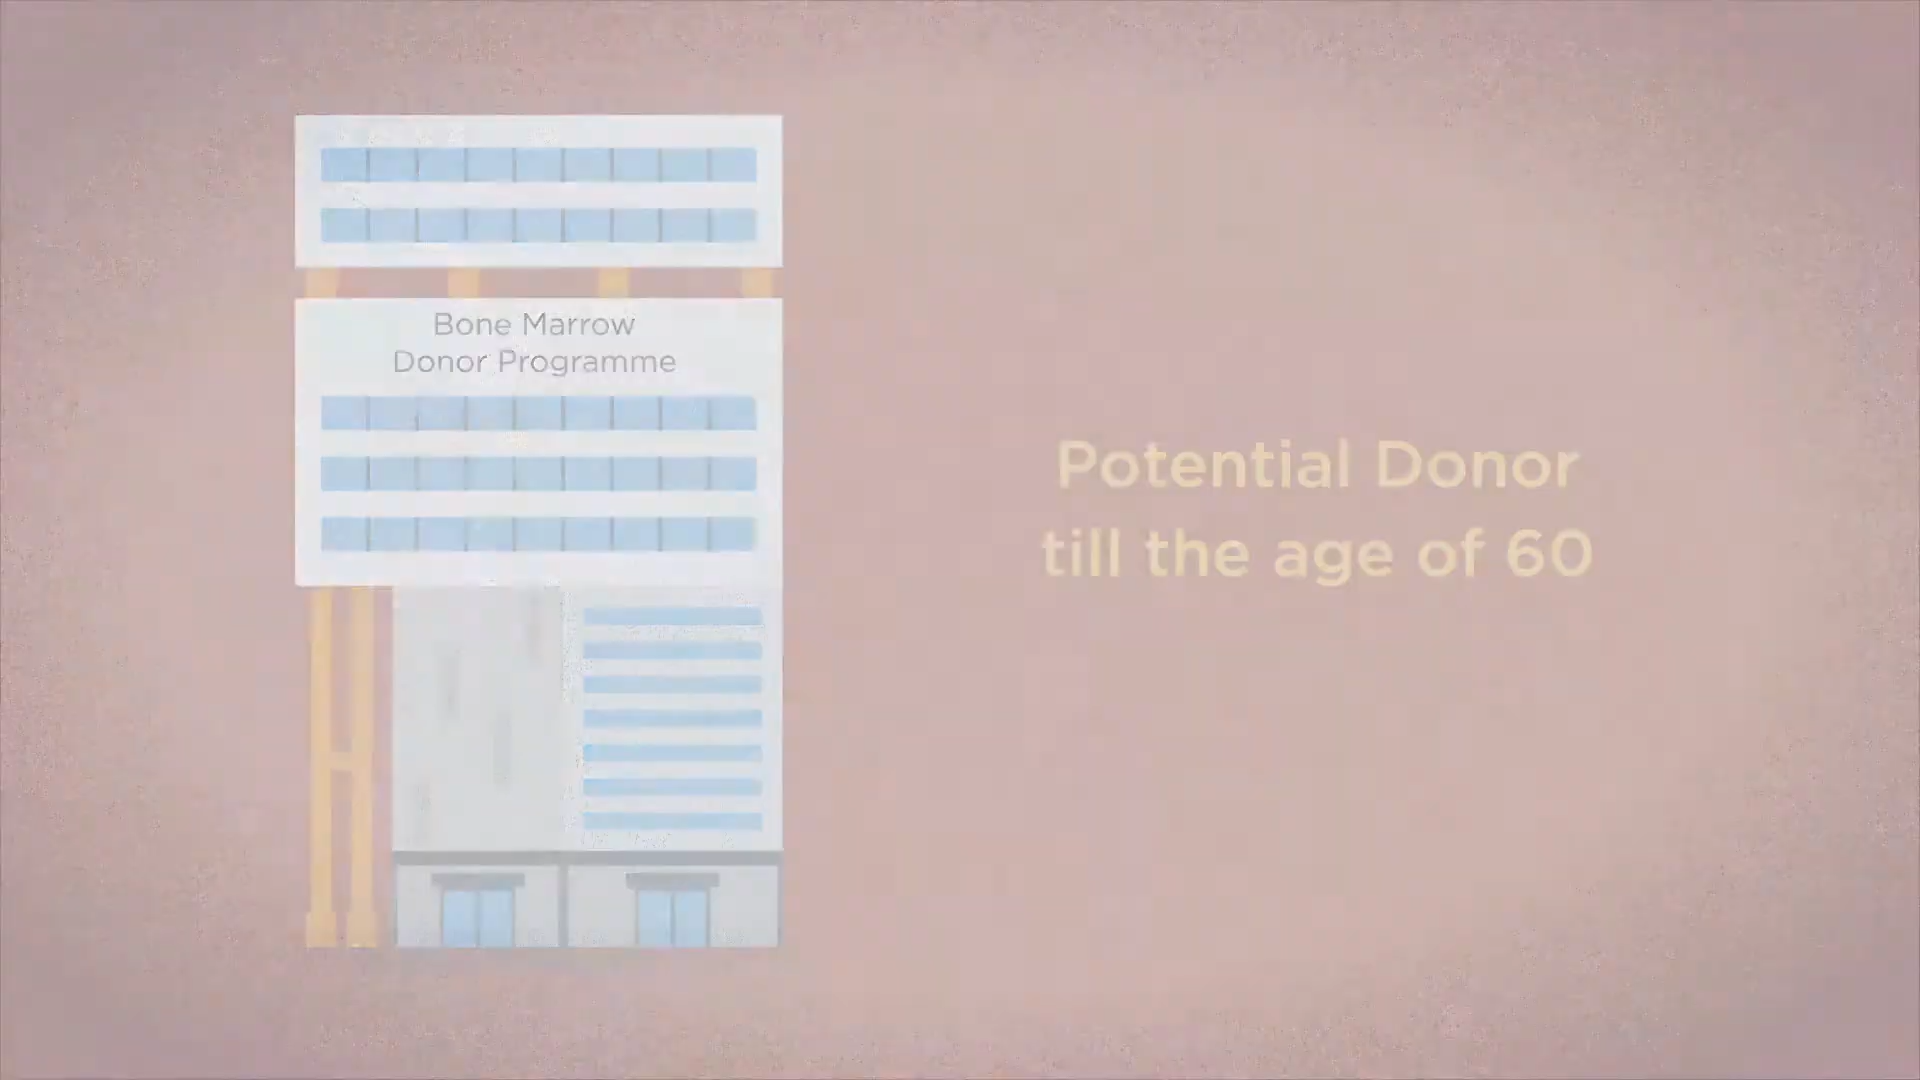 Bone Marrow
Donor Programme
Potential Donor
till the age of 60